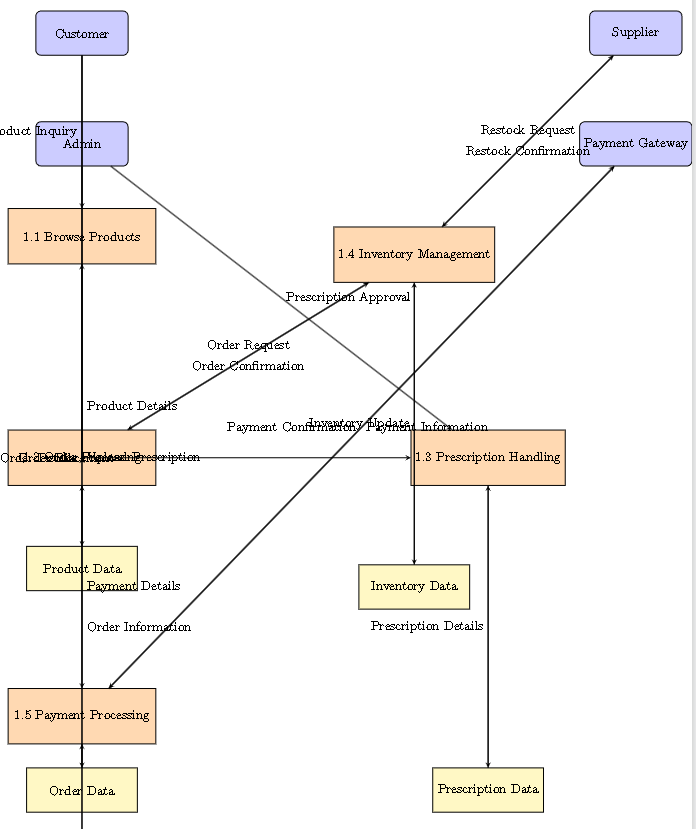 Customer
Supplier
oduct Inquiry
Restock Request
Admin
Restock Confirmation
Payment Gateway
1.1 Browse Products
1.4 Inventory Management
Prescription Approval
Order Request
Order Confirmation
Product Details
Inventory Update
Payment Confirmation
Payment Information
Prescription
1.3 Prescription Handling
Product Data
Payment Details
Inventory Data
Order Information
Prescription Details
1.5 Payment Processing
Order Data
Prescription Data